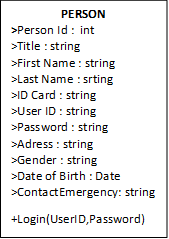 PERSON
>Person Id : int
>Title : string
>First Name : string
>Last Name : srting
>ID Card : string
>User ID : string
>Password : string
>Adress : string
>Gender : string
>Date of Birth : Date
>ContactEmergency: string
+Login(UserID,Password)